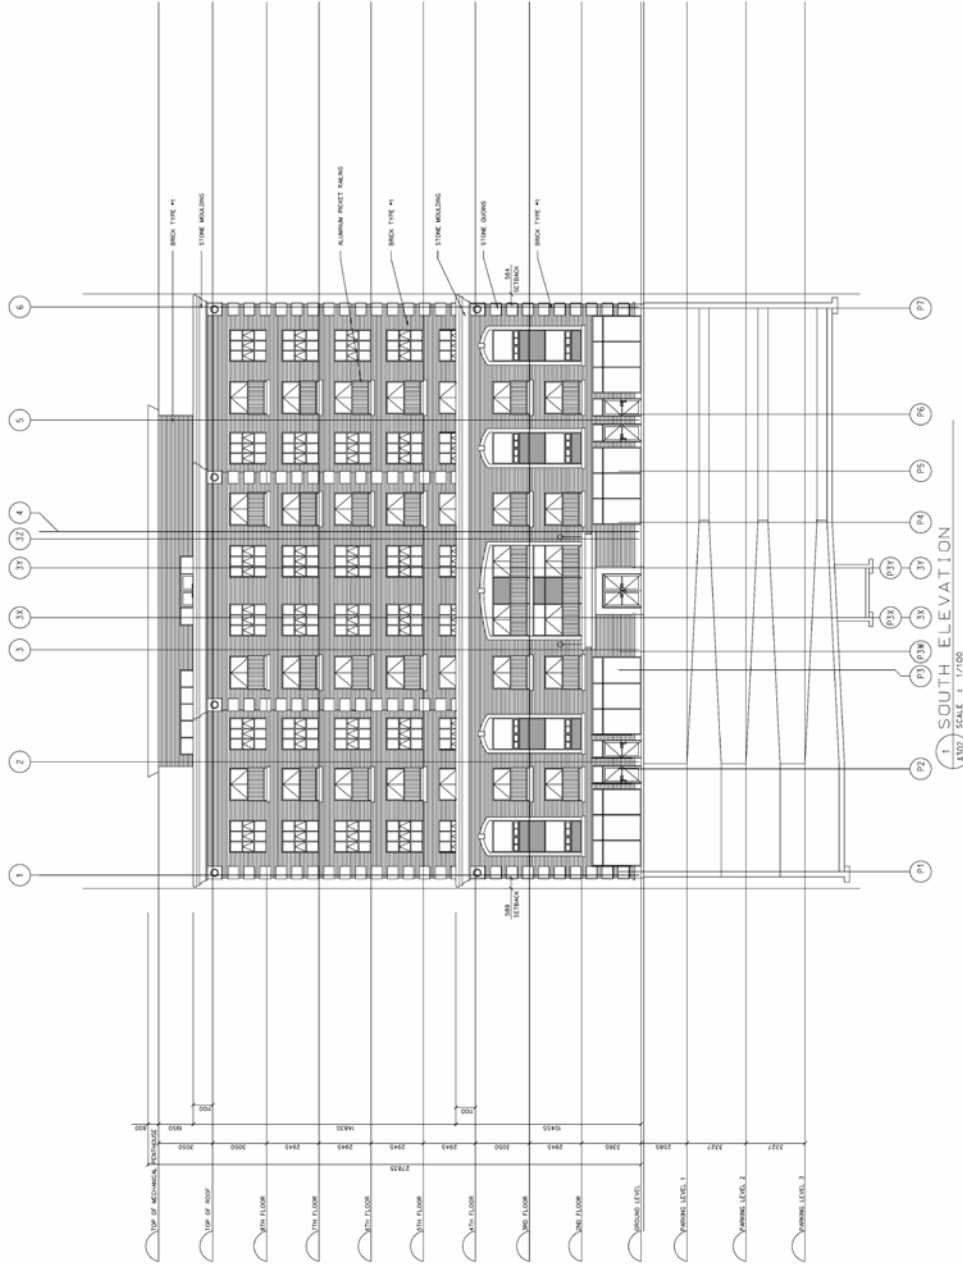 6
5
4
3Z
3Y
3X
3
2
1
BRICK TYPE #1
STONE MOULDING
ALUMINUM PICKET RAILING
BRICK TYPE #1
STONE MOULDING
STONE QUOINS
564
SETBACK
BRICK TYPE #1
589
SETBACK
P7
P6
P5
P4
P3Y
3Y
P3X
3X
P3W
P3
P2
P1
1
SOUTH ELEVATION
A302
SCALE : 1/100
600
1950
1100
14830
1100
10455
3050
3050
2945
2945
2945
2945
3050
2945
3380
2585
3327
3327
27835
TOP OF MECHANICAL PENTHOUSE
TOP OF ROOF
8TH FLOOR
7TH FLOOR
6TH FLOOR
5TH FLOOR
4TH FLOOR
3RD FLOOR
2ND FLOOR
GROUND LEVEL
PARKING LEVEL 1
PARKING LEVEL 2
PARKING LEVEL 3